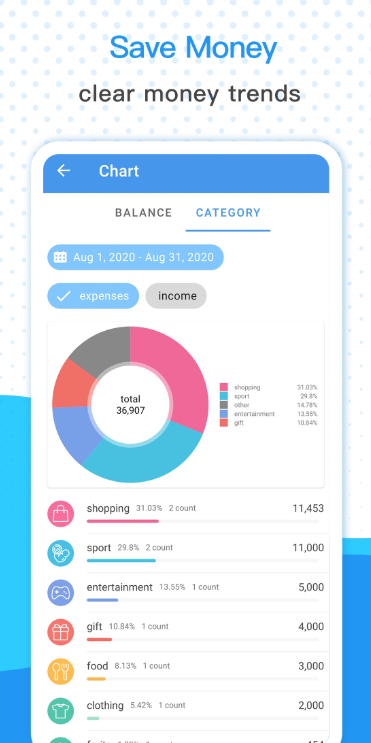 Save Money
clear money trends
Chart
BALANCE CATEGORY
Aug 1, 2020 - Aug 31, 2020
expenses income
total
36,907
shopping 31.03%
sport 29.8%
other 14.78%
entertainment 13.55%
gift 10.84%
shopping 31.03% 2 count 11,453
sport 29.8% 2 count 11,000
entertainment 13.55% 1 count 5,000
gift 10.84% 1 count 4,000
food 8.13% 1 count 3,000
clothing 5.42% 1 count 2,000